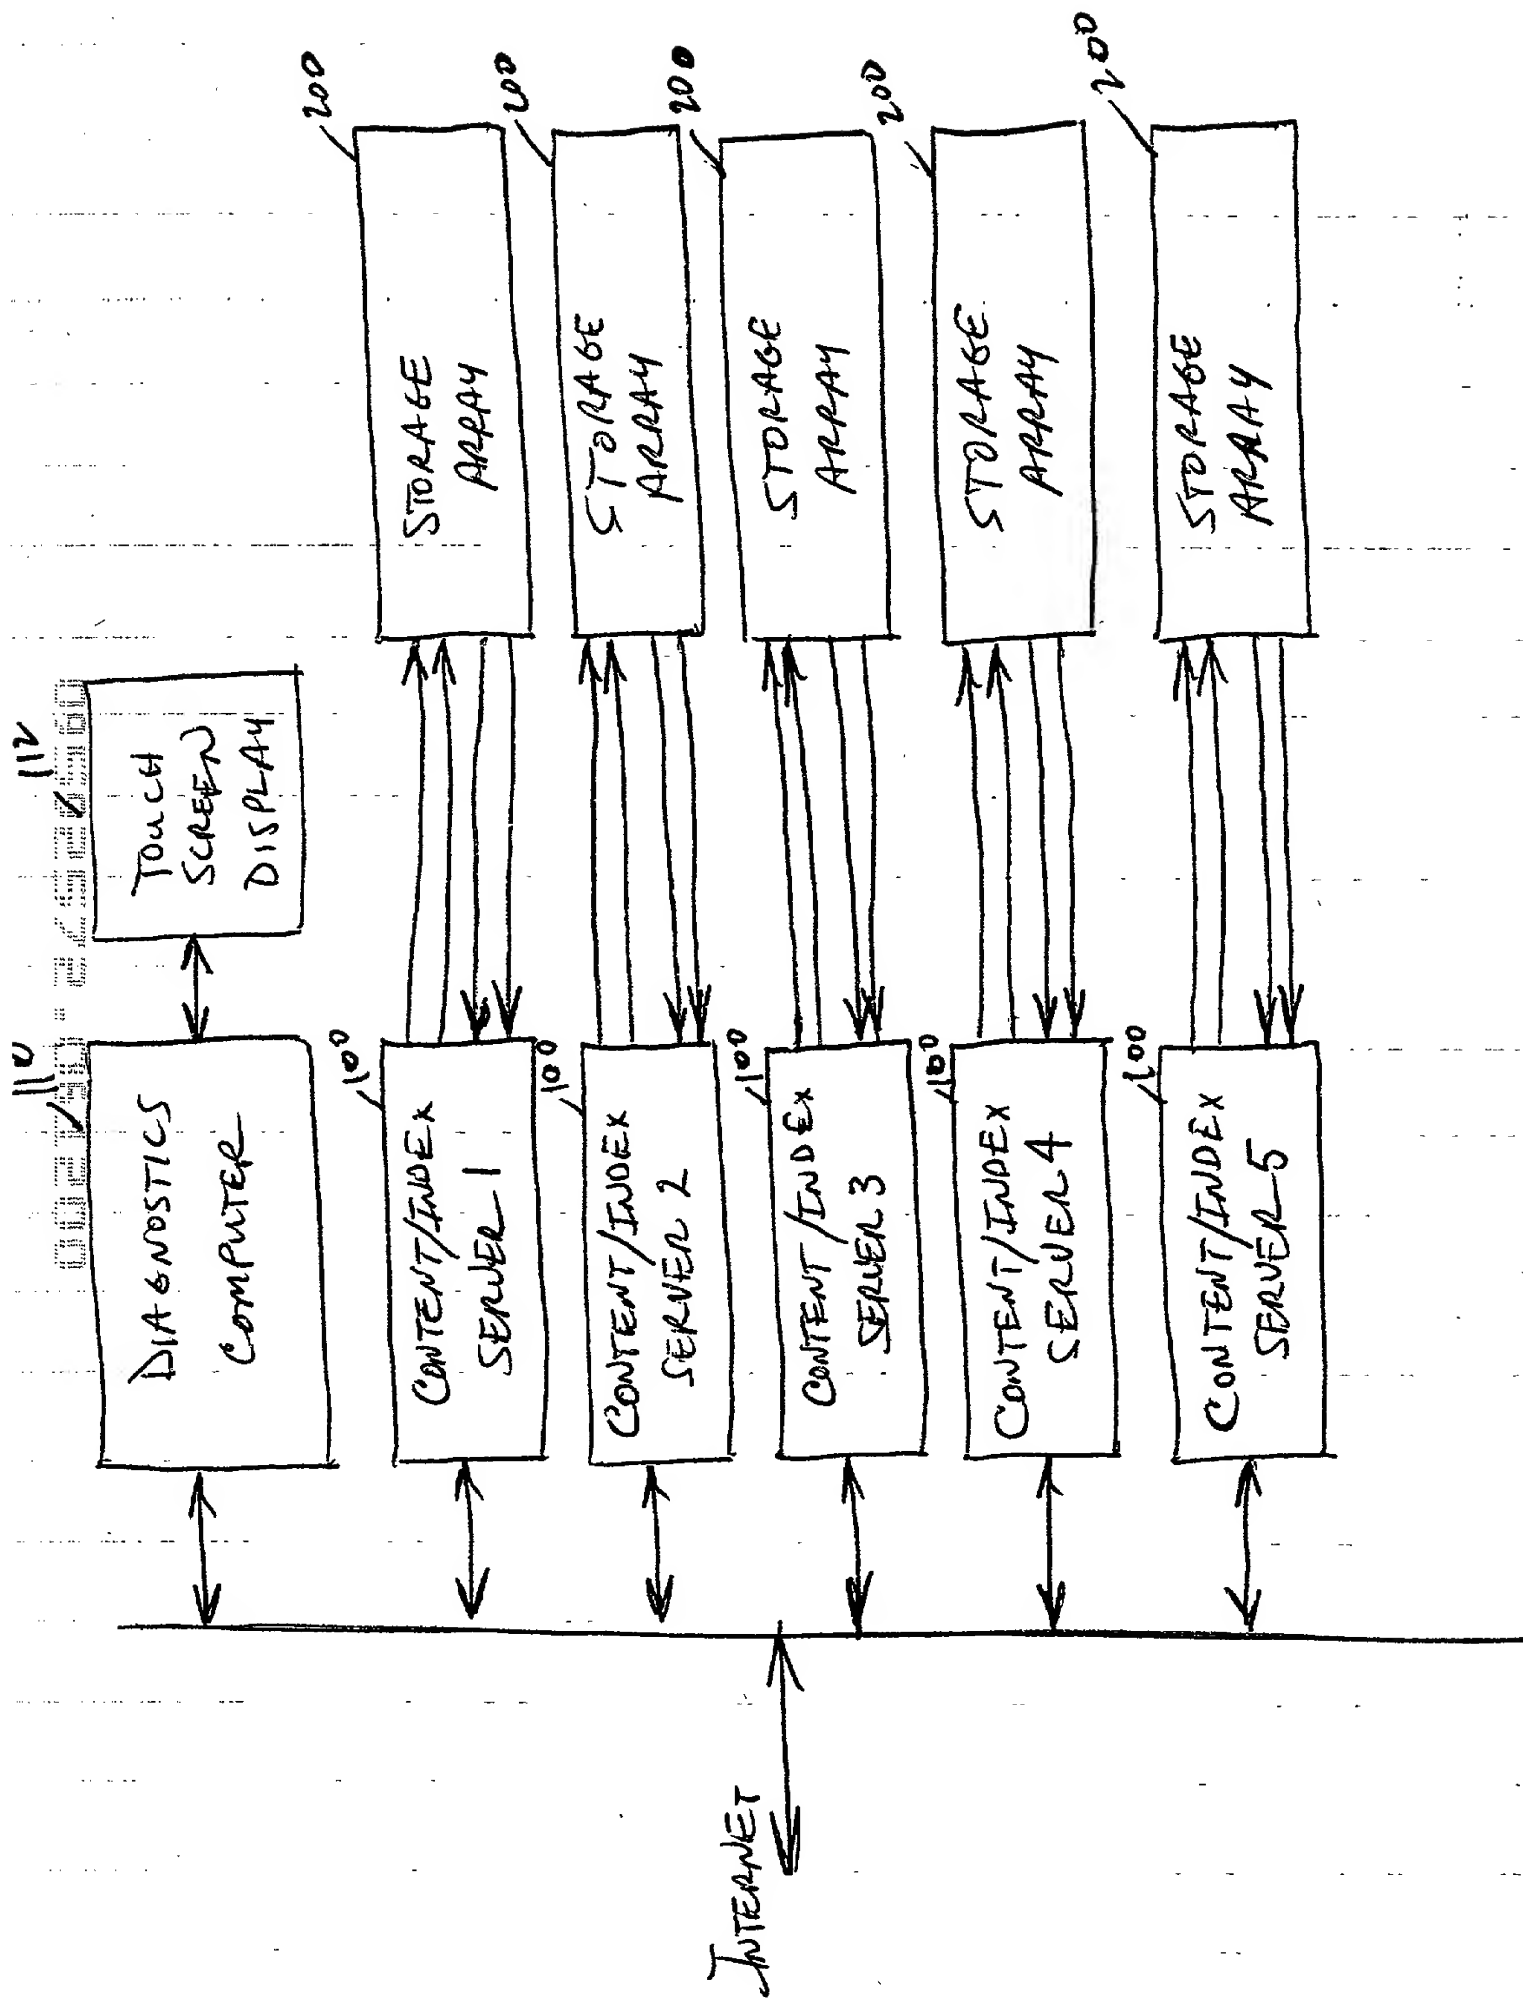 110
112
DIAGNOSTICS
COMPUTER
TOUCH
SCREEN
DISPLAY
100
200
CONTENT/INDEX
SERVER 1
STORAGE
ARRAY
100
200
CONTENT/INDEX
SERVER 2
STORAGE
ARRAY
100
200
CONTENT/INDEX
SERVER 3
STORAGE
ARRAY
100
200
CONTENT/INDEX
SERVER 4
STORAGE
ARRAY
100
200
CONTENT/INDEX
SERVER 5
STORAGE
ARRAY
INTERNET